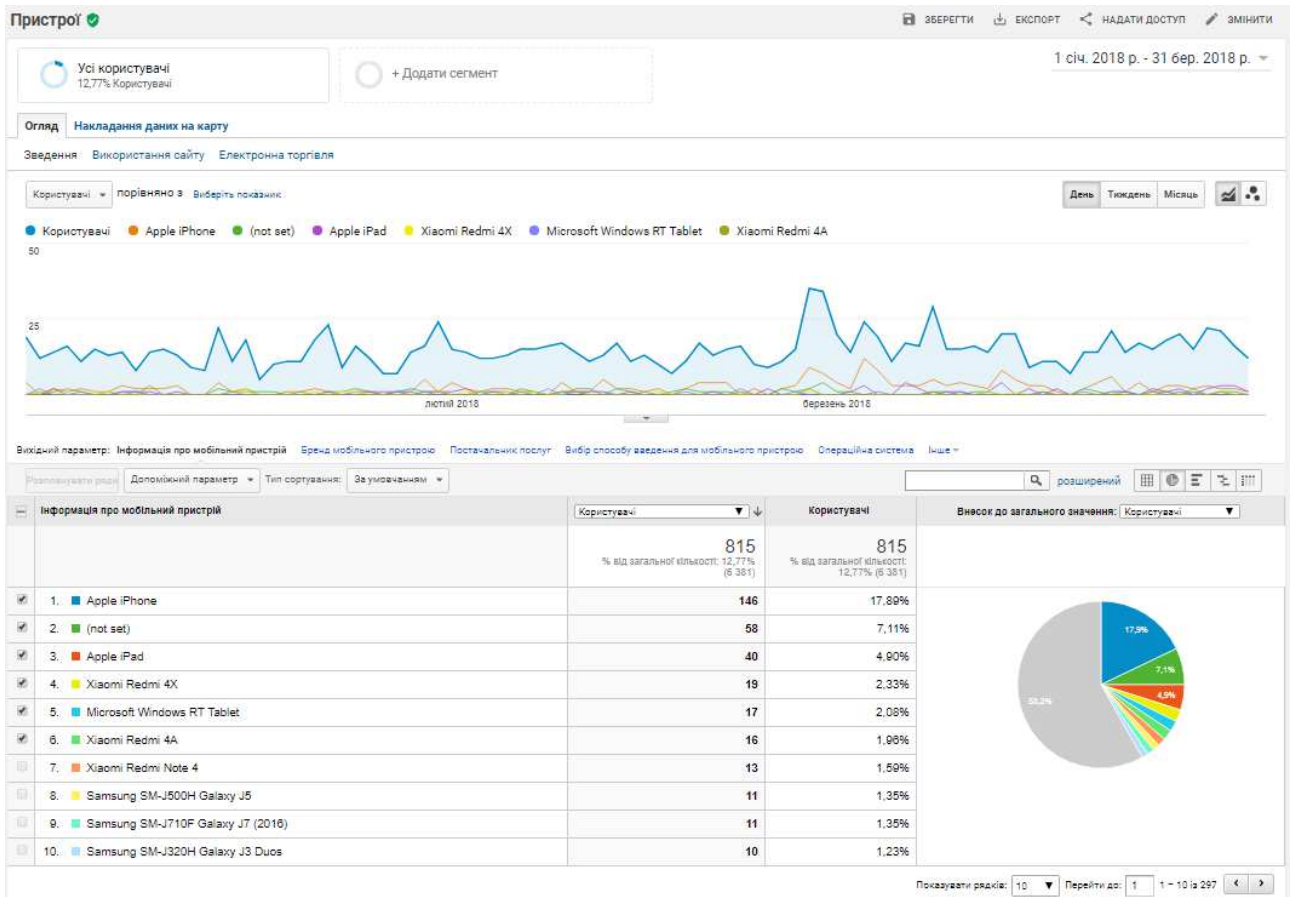 Пристрої
ЗБЕРЕГТИ ЕКСПОРТ НАДАТИ ДОСТУП ЗМІНИТИ
1 січ. 2018 р. - 31 бер. 2018 р.
Усі користувачі
12,77% Користувачі
+ Додати сегмент
Огляд Накладання даних на карту
Зведення Використання сайту Електронна торгівля
Користувачі порівняно з Виберіть показник
День Тиждень Місяць
Користувачі Apple iPhone (not set) Apple iPad Xiaomi Redmi 4X Microsoft Windows RT Tablet Xiaomi Redmi 4A
50
25
лютий 2018 березень 2018
Вихідний параметр: Інформація про мобільний пристрій Бренд мобільного пристрою Постачальник послуг Вибір способу введення для мобільного пристрою Операційна система Інше
Допоміжний параметр Тип сортування: За умовчанням розширений
Інформація про мобільний пристрій Користувачі Користувачі Внесок до загального значення: Користувачі
815 815
% від загальної кількості: 12,77% (6 381) % від загальної кількості: 12,77% (6 381)
1. Apple iPhone 146 17,89%
2. (not set) 58 7,11%
3. Apple iPad 40 4,90%
4. Xiaomi Redmi 4X 19 2,33%
5. Microsoft Windows RT Tablet 17 2,08%
6. Xiaomi Redmi 4A 16 1,96%
7. Xiaomi Redmi Note 4 13 1,59%
8. Samsung SM-J500H Galaxy J5 11 1,35%
9. Samsung SM-J710F Galaxy J7 (2016) 11 1,35%
10. Samsung SM-J320H Galaxy J3 Duos 10 1,23%
17,9%
7,1%
4,9%
Показувати рядків: 10 Перейти до: 1 1 – 10 із 297